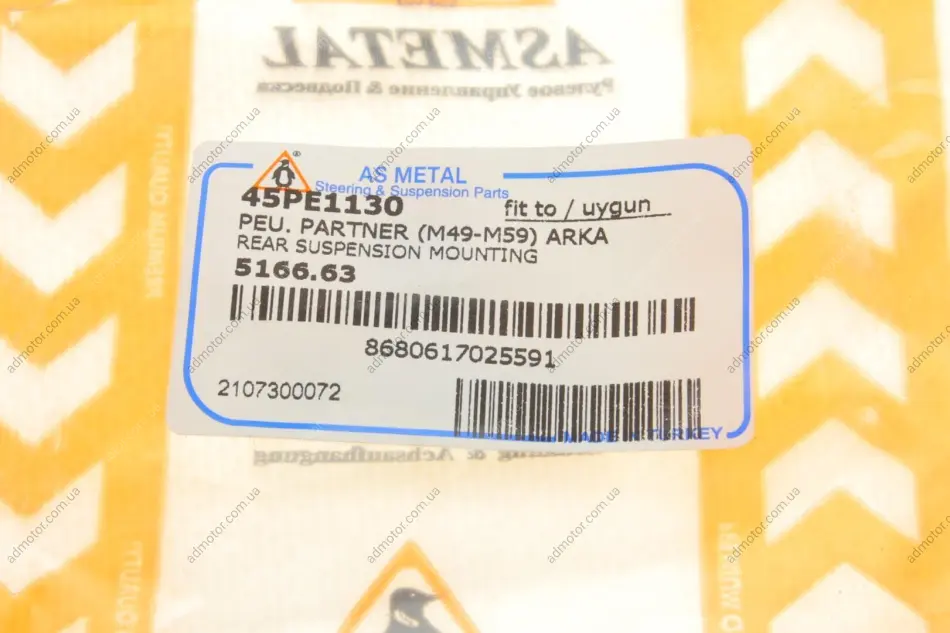 ASMETAL
Рулевое Управление & Подвеска
AS METAL
Steering & Suspension Parts
45PE1130
fit to / uygun
PEU. PARTNER (M49-M59) ARKA
REAR SUSPENSION MOUNTING
5166.63
8680617025591
2107300072
MADE IN TURKEY
& Achsaufhangung
admotor.com.ua